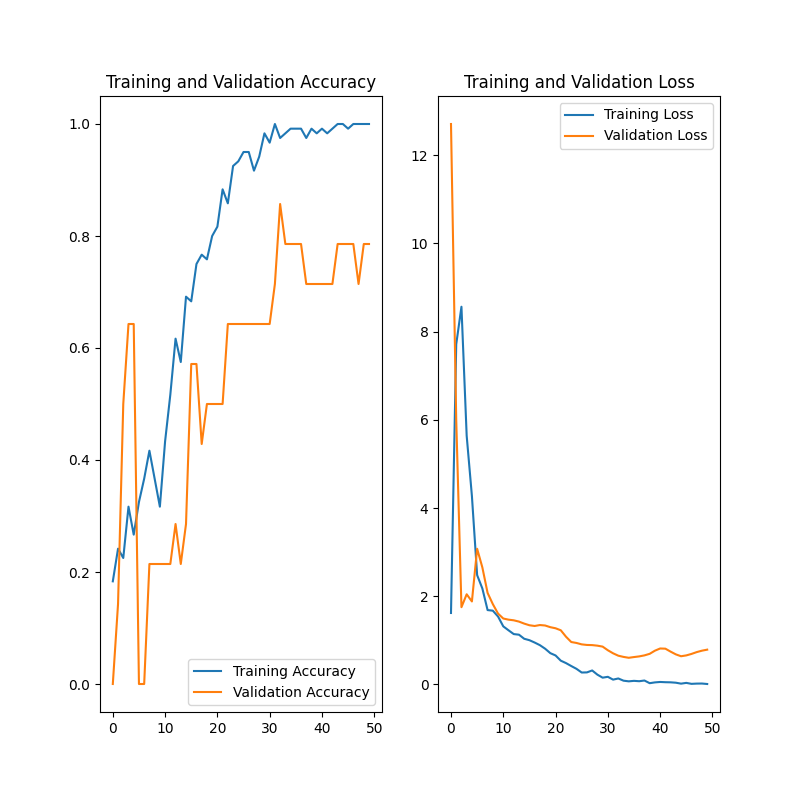 Training and Validation Accuracy
1.0
0.8
0.6
0.4
0.2
0.0
0 10 20 30 40 50
Training Accuracy
Validation Accuracy
Training and Validation Loss
12
10
8
6
4
2
0
0 10 20 30 40 50
Training Loss
Validation Loss